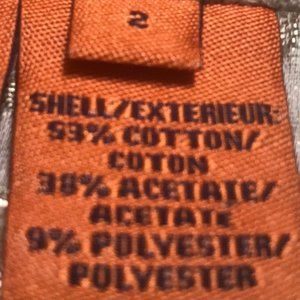 2
SHELL/EXTERIEUR:
53% COTTON/
COTON
38% ACETATE/
ACETATE
9% POLYESTER/
POLYESTER